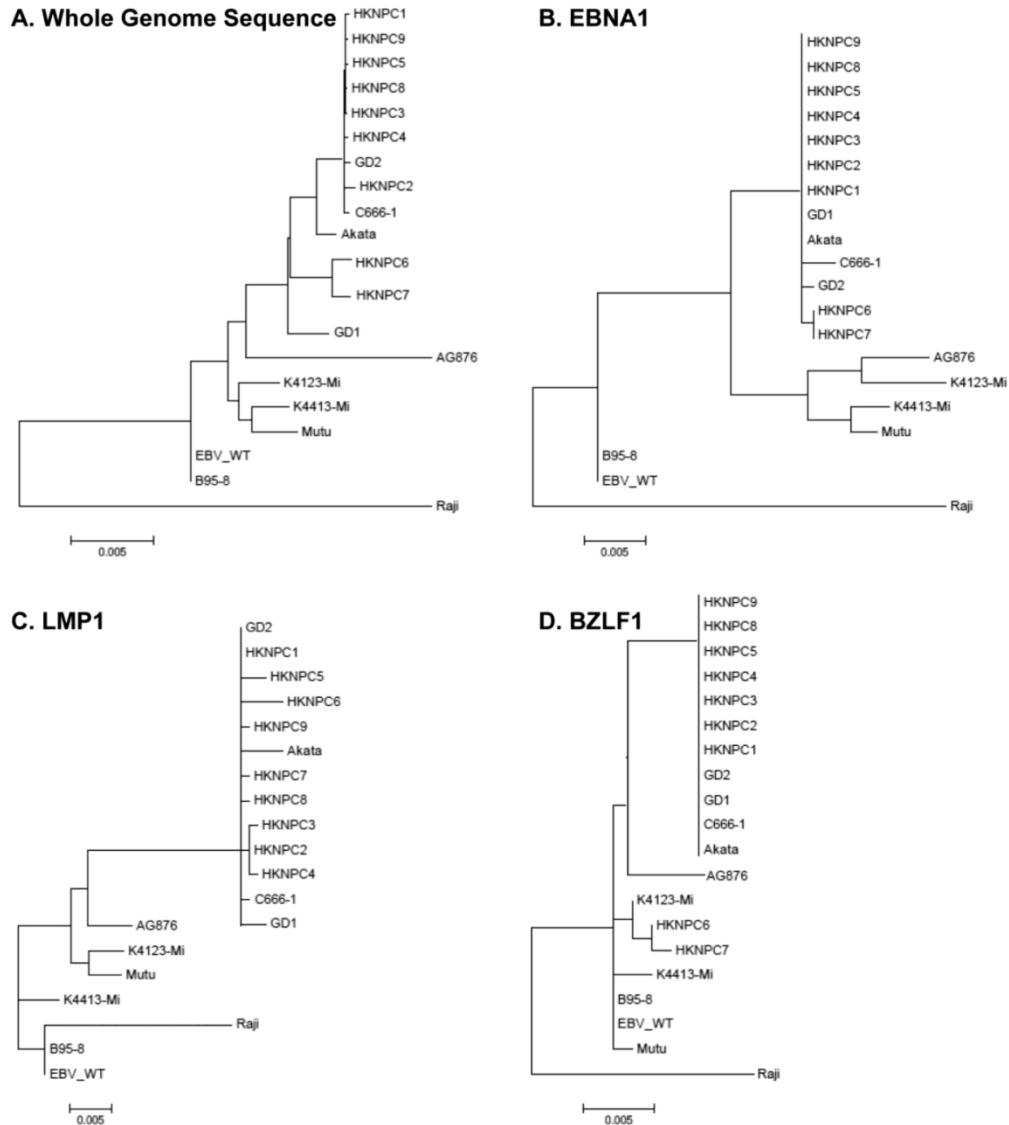 A. Whole Genome Sequence
HKNPC1
HKNPC9
HKNPC5
HKNPC8
HKNPC3
HKNPC4
GD2
HKNPC2
C666-1
Akata
HKNPC6
HKNPC7
GD1
AG876
K4123-Mi
K4413-Mi
Mutu
EBV_WT
B95-8
Raji
0.005
B. EBNA1
HKNPC9
HKNPC8
HKNPC5
HKNPC4
HKNPC3
HKNPC2
HKNPC1
GD1
Akata
C666-1
GD2
HKNPC6
HKNPC7
AG876
K4123-Mi
K4413-Mi
Mutu
B95-8
EBV_WT
Raji
0.005
C. LMP1
GD2
HKNPC1
HKNPC5
HKNPC6
HKNPC9
Akata
HKNPC7
HKNPC8
HKNPC3
HKNPC2
HKNPC4
C666-1
GD1
AG876
K4123-Mi
Mutu
K4413-Mi
Raji
B95-8
EBV_WT
0.005
D. BZLF1
HKNPC9
HKNPC8
HKNPC5
HKNPC4
HKNPC3
HKNPC2
HKNPC1
GD2
GD1
C666-1
Akata
AG876
K4123-Mi
HKNPC6
HKNPC7
K4413-Mi
B95-8
EBV_WT
Mutu
Raji
0.005